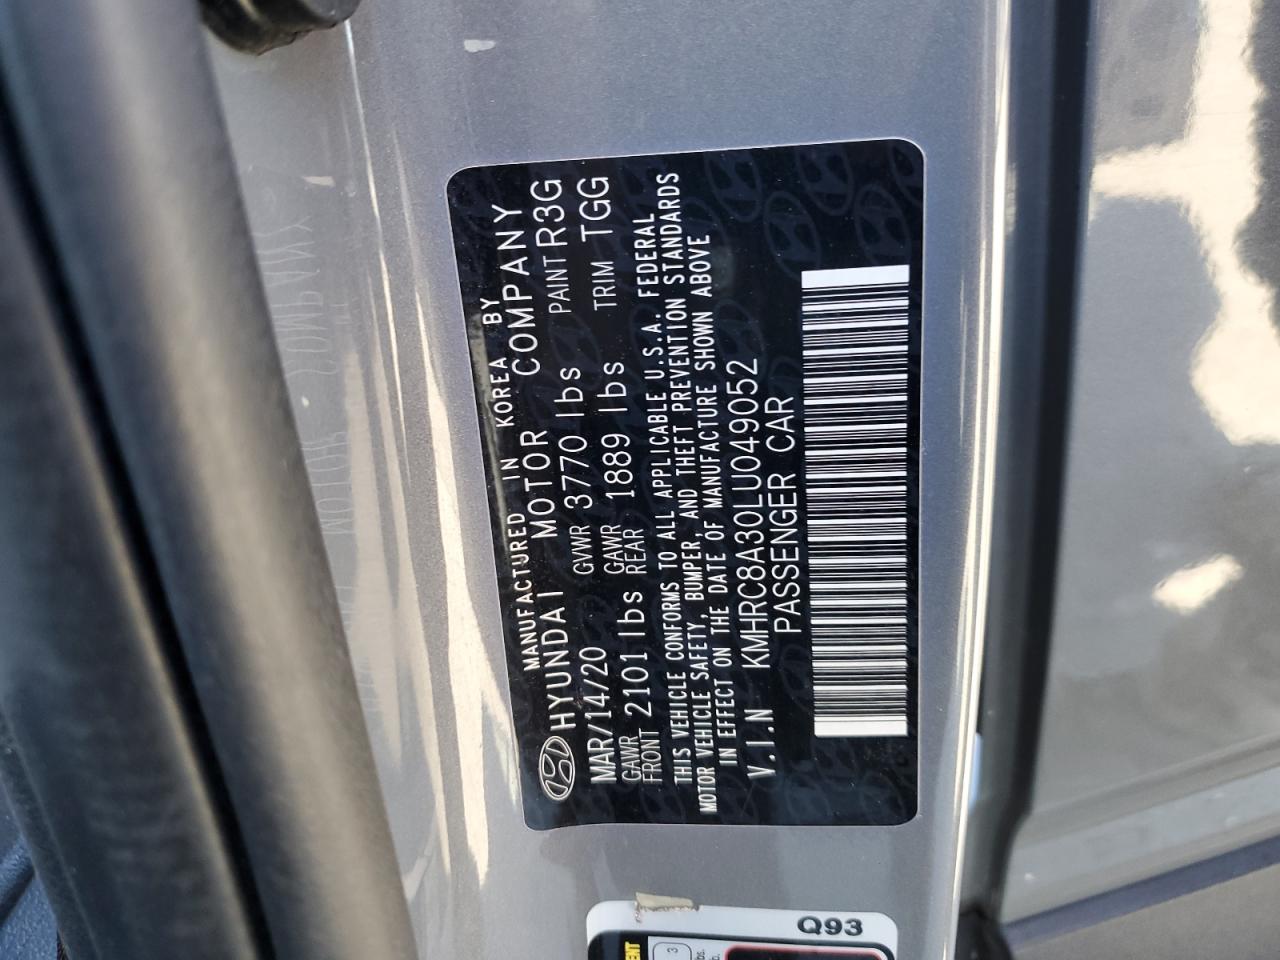 MANUFACTURED IN KOREA BY
HYUNDAI MOTOR COMPANY
MAR/14/20 GVWR 3770 lbs PAINT R3G
GAWR FRONT 2101 lbs GAWR REAR 1889 lbs TRIM TGG
THIS VEHICLE CONFORMS TO ALL APPLICABLE U.S.A. FEDERAL
MOTOR VEHICLE SAFETY, BUMPER, AND THEFT PREVENTION STANDARDS
IN EFFECT ON THE DATE OF MANUFACTURE SHOWN ABOVE
V.I.N KMHRC8A30LU049052
PASSENGER CAR
Q93
3